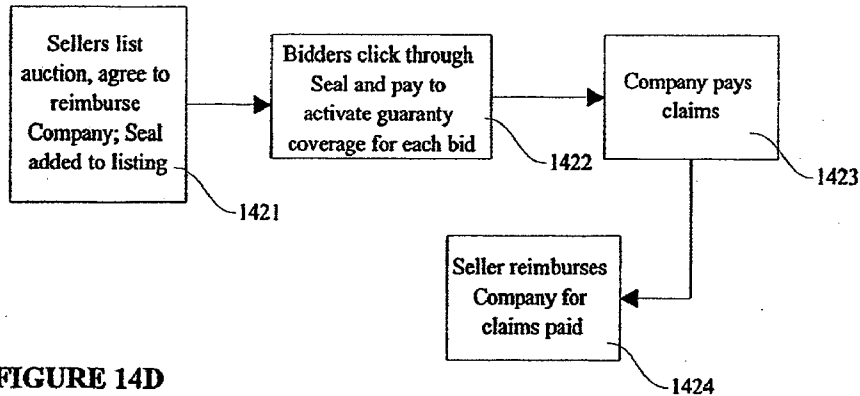 Sellers list
auction, agree to
reimburse
Company; Seal
added to listing
1421
Bidders click through
Seal and pay to
activate guaranty
coverage for each bid
1422
Company pays
claims
1423
Seller reimburses
Company for
claims paid
1424
FIGURE 14D